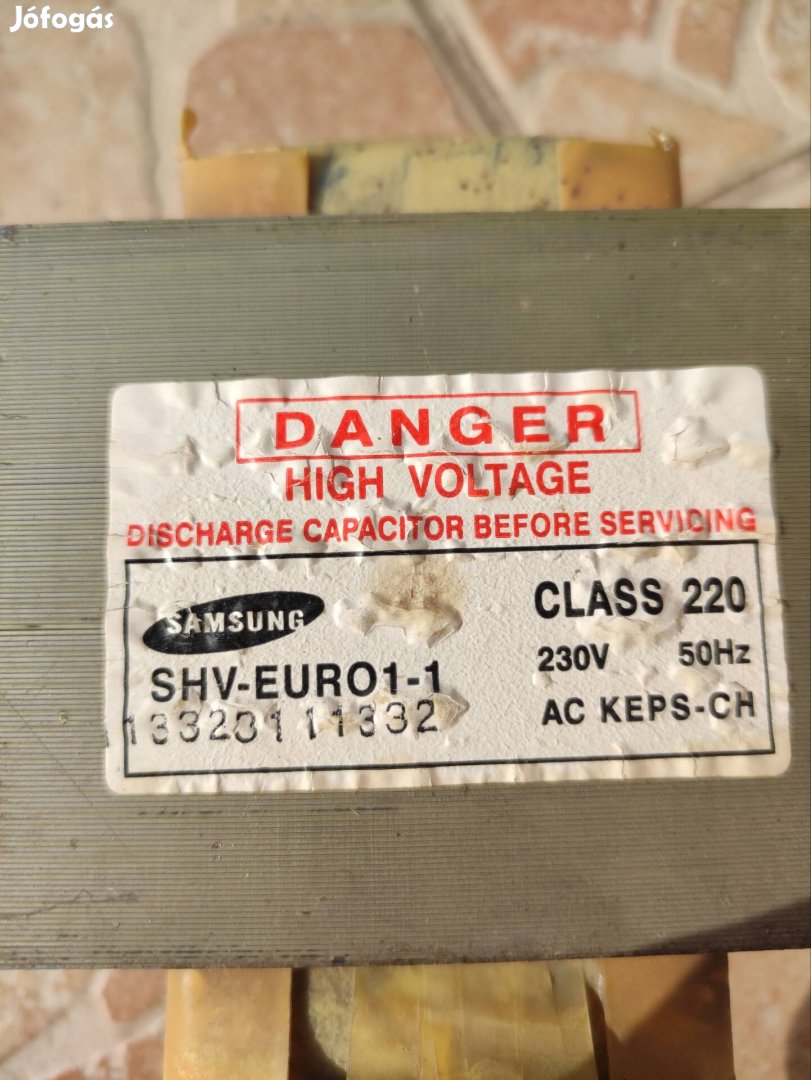 Jófogás
DANGER
HIGH VOLTAGE
DISCHARGE CAPACITOR BEFORE SERVICING
SAMSUNG
CLASS 220
SHV-EURO1-1
230V 50Hz
13323111332
AC KEPS-CH